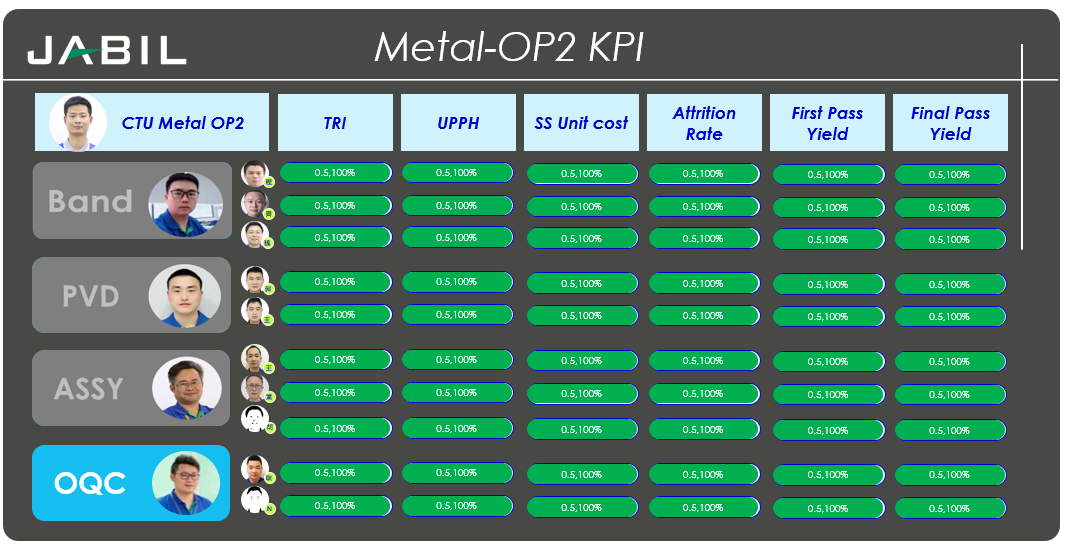 JABIL
Metal-OP2 KPI
CTU Metal OP2
TRI
UPPH
SS Unit cost
Attrition
Rate
First Pass
Yield
Final Pass
Yield
Band
0.5,100% 0.5,100% 0.5,100% 0.5,100% 0.5,100% 0.5,100%
0.5,100% 0.5,100% 0.5,100% 0.5,100% 0.5,100% 0.5,100%
0.5,100% 0.5,100% 0.5,100% 0.5,100% 0.5,100% 0.5,100%
PVD
0.5,100% 0.5,100% 0.5,100% 0.5,100% 0.5,100% 0.5,100%
王 0.5,100% 0.5,100% 0.5,100% 0.5,100% 0.5,100% 0.5,100%
ASSY
王 0.5,100% 0.5,100% 0.5,100% 0.5,100% 0.5,100% 0.5,100%
0.5,100% 0.5,100% 0.5,100% 0.5,100% 0.5,100% 0.5,100%
胡 0.5,100% 0.5,100% 0.5,100% 0.5,100% 0.5,100% 0.5,100%
OQC
0.5,100% 0.5,100% 0.5,100% 0.5,100% 0.5,100% 0.5,100%
N 0.5,100% 0.5,100% 0.5,100% 0.5,100% 0.5,100% 0.5,100%